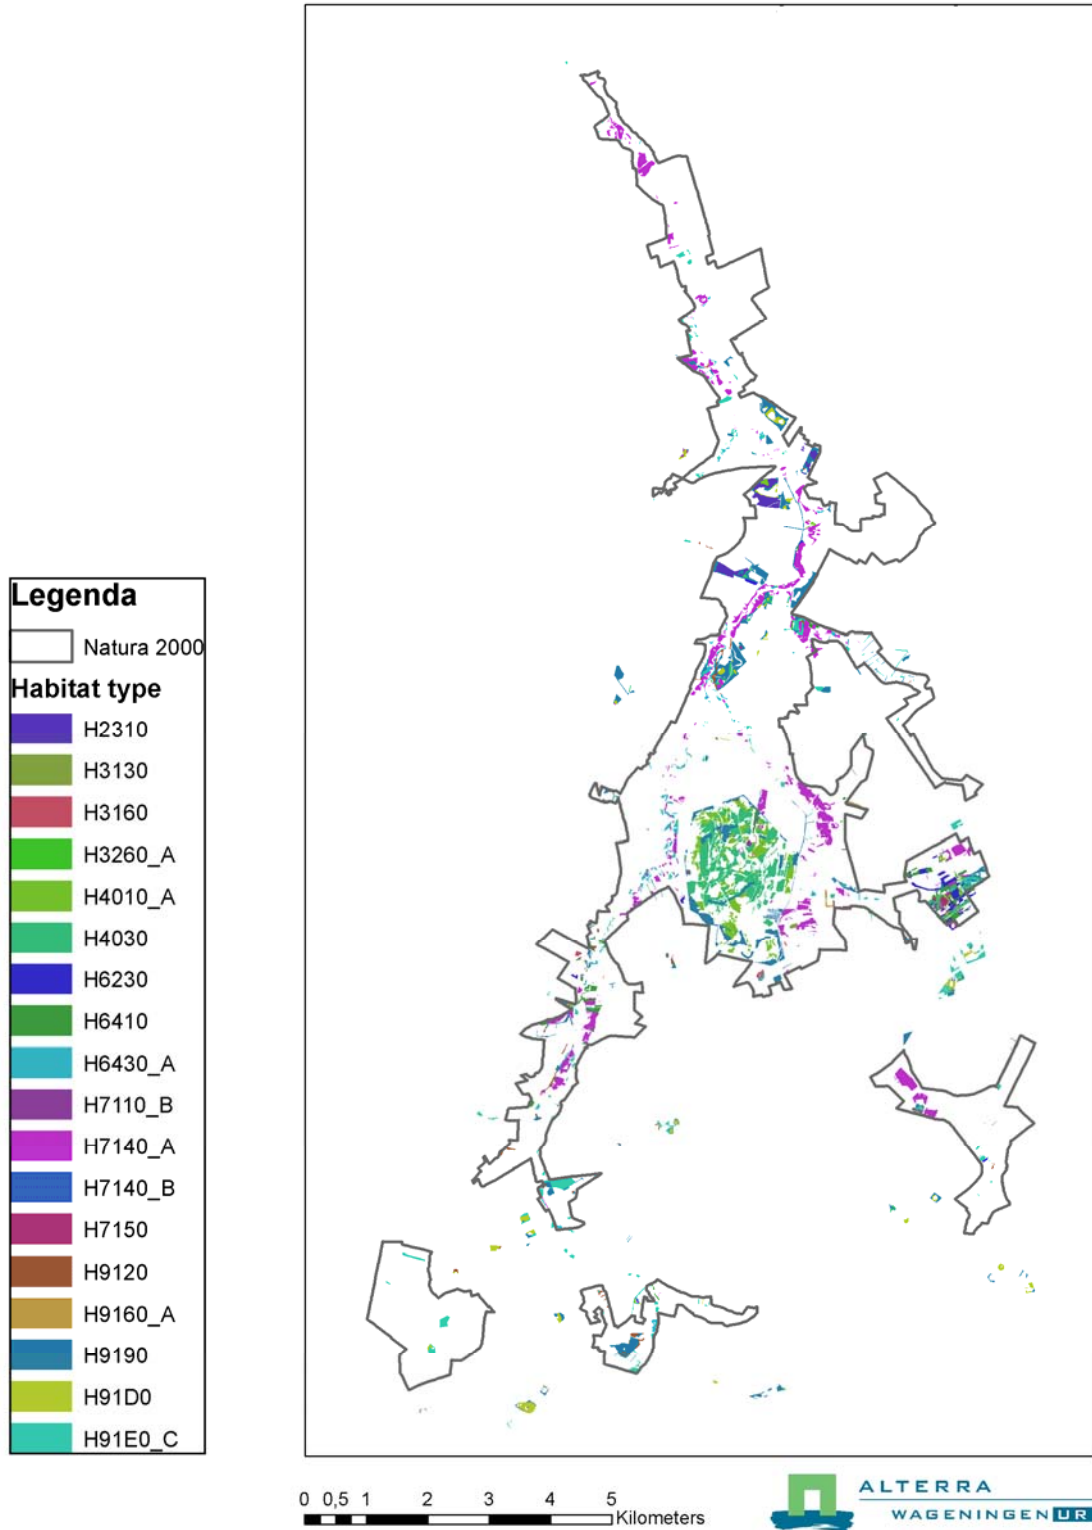 Legenda
Natura 2000
Habitat type
H2310
H3130
H3160
H3260_A
H4010_A
H4030
H6230
H6410
H6430_A
H7110_B
H7140_A
H7140_B
H7150
H9120
H9160_A
H9190
H91D0
H91E0_C
0 0,5 1 2 3 4 5
Kilometers
ALTERRA
WAGENINGEN UR